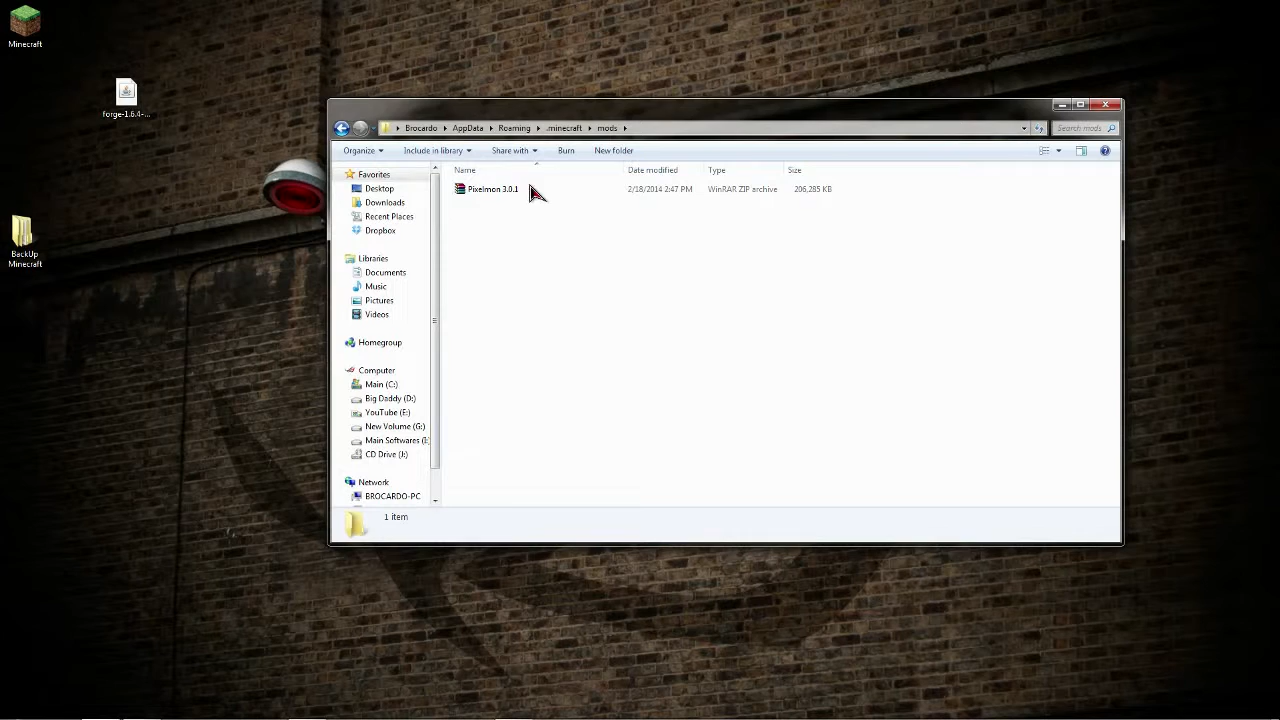 Minecraft
forge-1.6.4-...
BackUp
Minecraft
Brocardo AppData Roaming .minecraft mods
Search mods
Organize Include in library Share with Burn New folder
Name Date modified Type Size
Pixelmon 3.0.1 2/18/2014 2:47 PM WinRAR ZIP archive 206,285 KB
Favorites
Desktop
Downloads
Recent Places
Dropbox
Libraries
Documents
Music
Pictures
Videos
Homegroup
Computer
Main (C:)
Big Daddy (D:)
YouTube (E:)
New Volume (G:)
Main Softwares (I:
CD Drive (J:)
Network
BROCARDO-PC
1 item